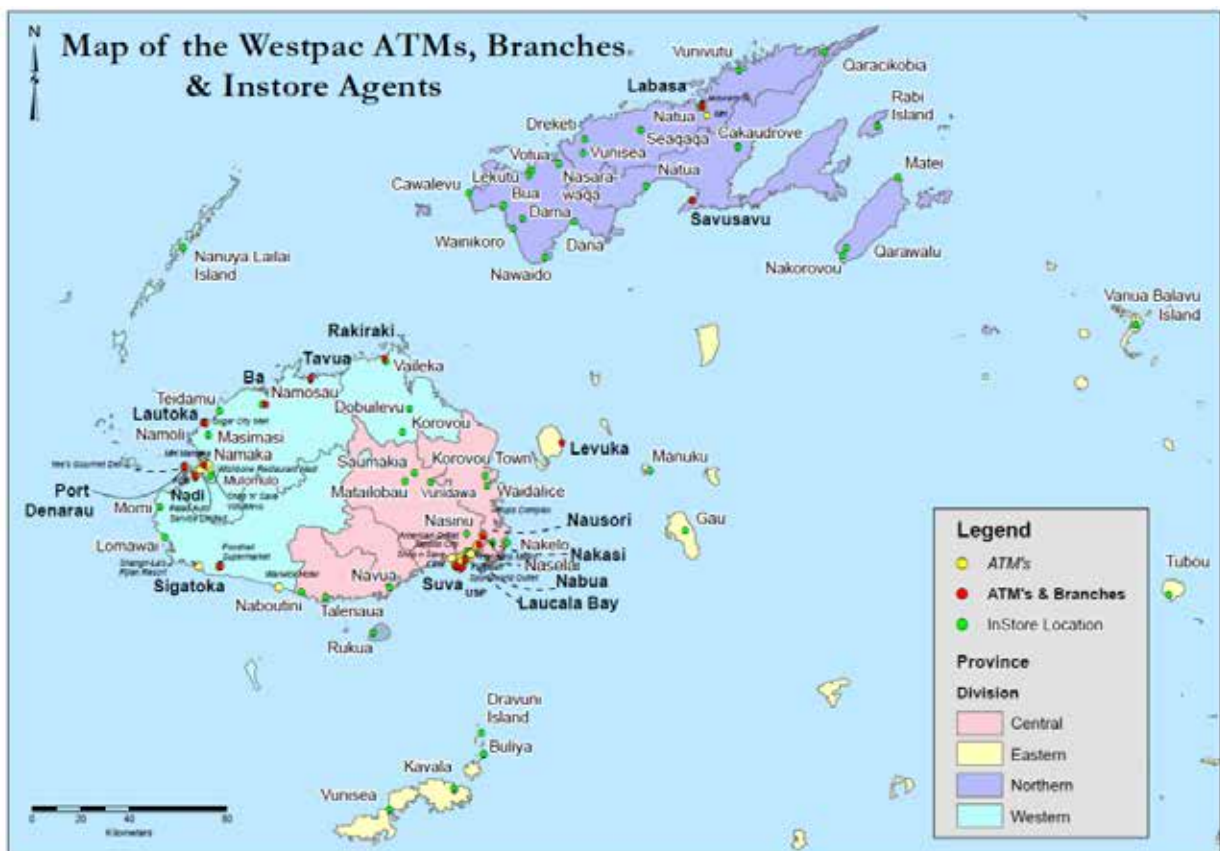 N
Map of the Westpac ATMs, Branches
& Instore Agents
Vunivutu
Qaracikobia
Labasa
Rabi
Island
Natua
Dreketi
Seaqaqa
Cakaudrove
Votua
Vunisea
Matei
Lekutu
Nasara-
waqa
Natua
Cawalevu
Bua
Dama
Savusavu
Wainikoro
Dana
Nanuya Lailai
Island
Nawaido
Nakorovou
Qarawalu
Vanua Balavu
Island
Rakiraki
Tavua
Vaileka
Ba
Namosau
Teidamu
Dobuilevu
Lautoka
Sugar City Mall
Korovou
Namoli
Masimasi
Levuka
Namaka
Saumakia
Korovou Town
Manuku
Mulomulo
Port
Denarau
Nadi
Matailobau
Vunidawa
Waidalice
Momi
Nasinu
Nausori
Gau
Lomawai
Nakelo
Nakasi
Naselai
Sigatoka
Navua
Suva
USP
Nabua
Laucala Bay
Naboutini
Talenaua
Rukua
Tubou
Dravuni
Island
Buliya
Kavala
Vunisea
0
20
40
80
Kilometers
Legend
ATM's
ATM's & Branches
InStore Location
Province
Division
Central
Eastern
Northern
Western